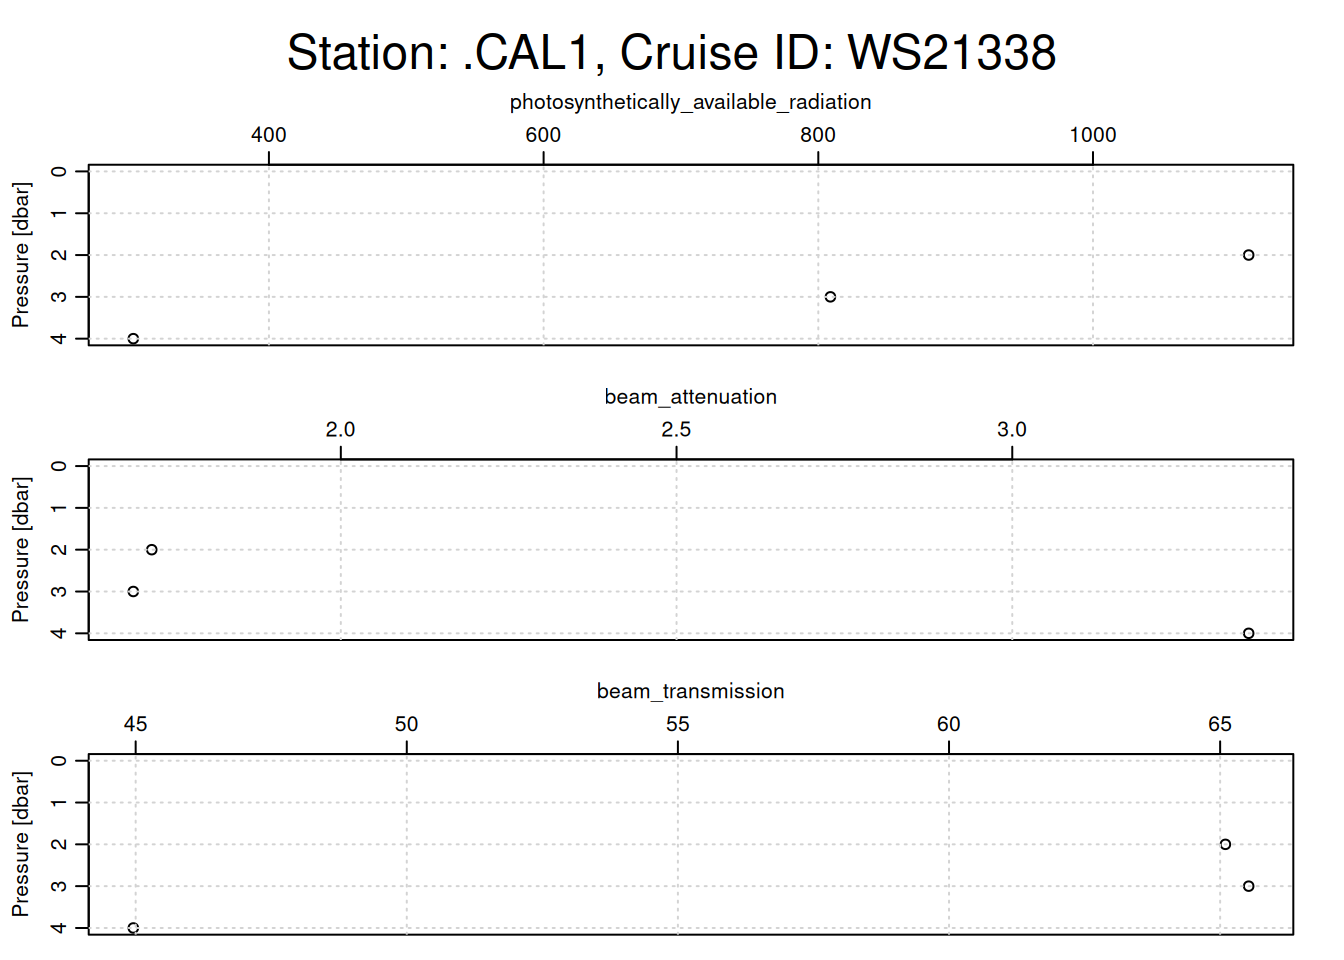 Station: .CAL1, Cruise ID: WS21338
photosynthetically_available_radiation
400 600 800 1000
Pressure [dbar]
0
1
2
3
4
beam_attenuation
2.0 2.5 3.0
Pressure [dbar]
0
1
2
3
4
beam_transmission
45 50 55 60 65
Pressure [dbar]
0
1
2
3
4